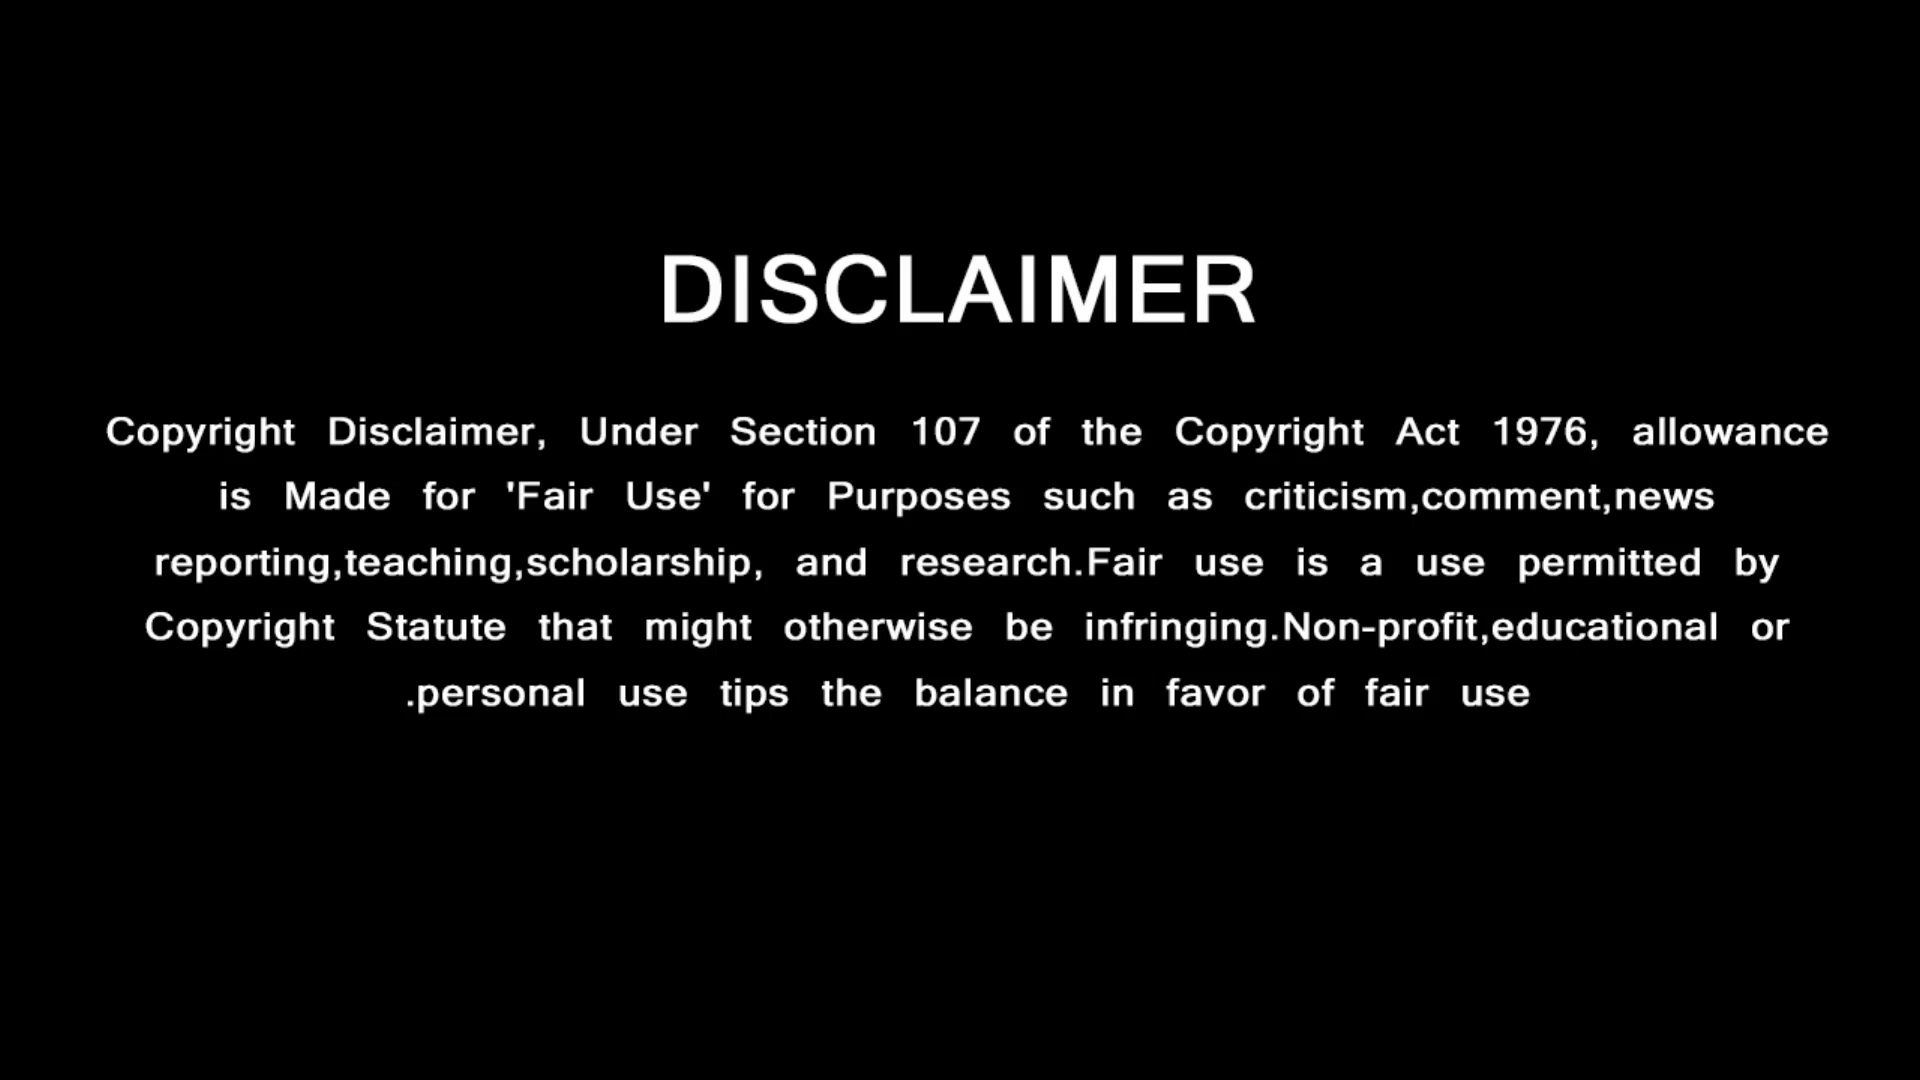 DISCLAIMER
Copyright Disclaimer, Under Section 107 of the Copyright Act 1976, allowance
is Made for 'Fair Use' for Purposes such as criticism,comment,news
reporting,teaching,scholarship, and research.Fair use is a use permitted by
Copyright Statute that might otherwise be infringing.Non-profit,educational or
.personal use tips the balance in favor of fair use